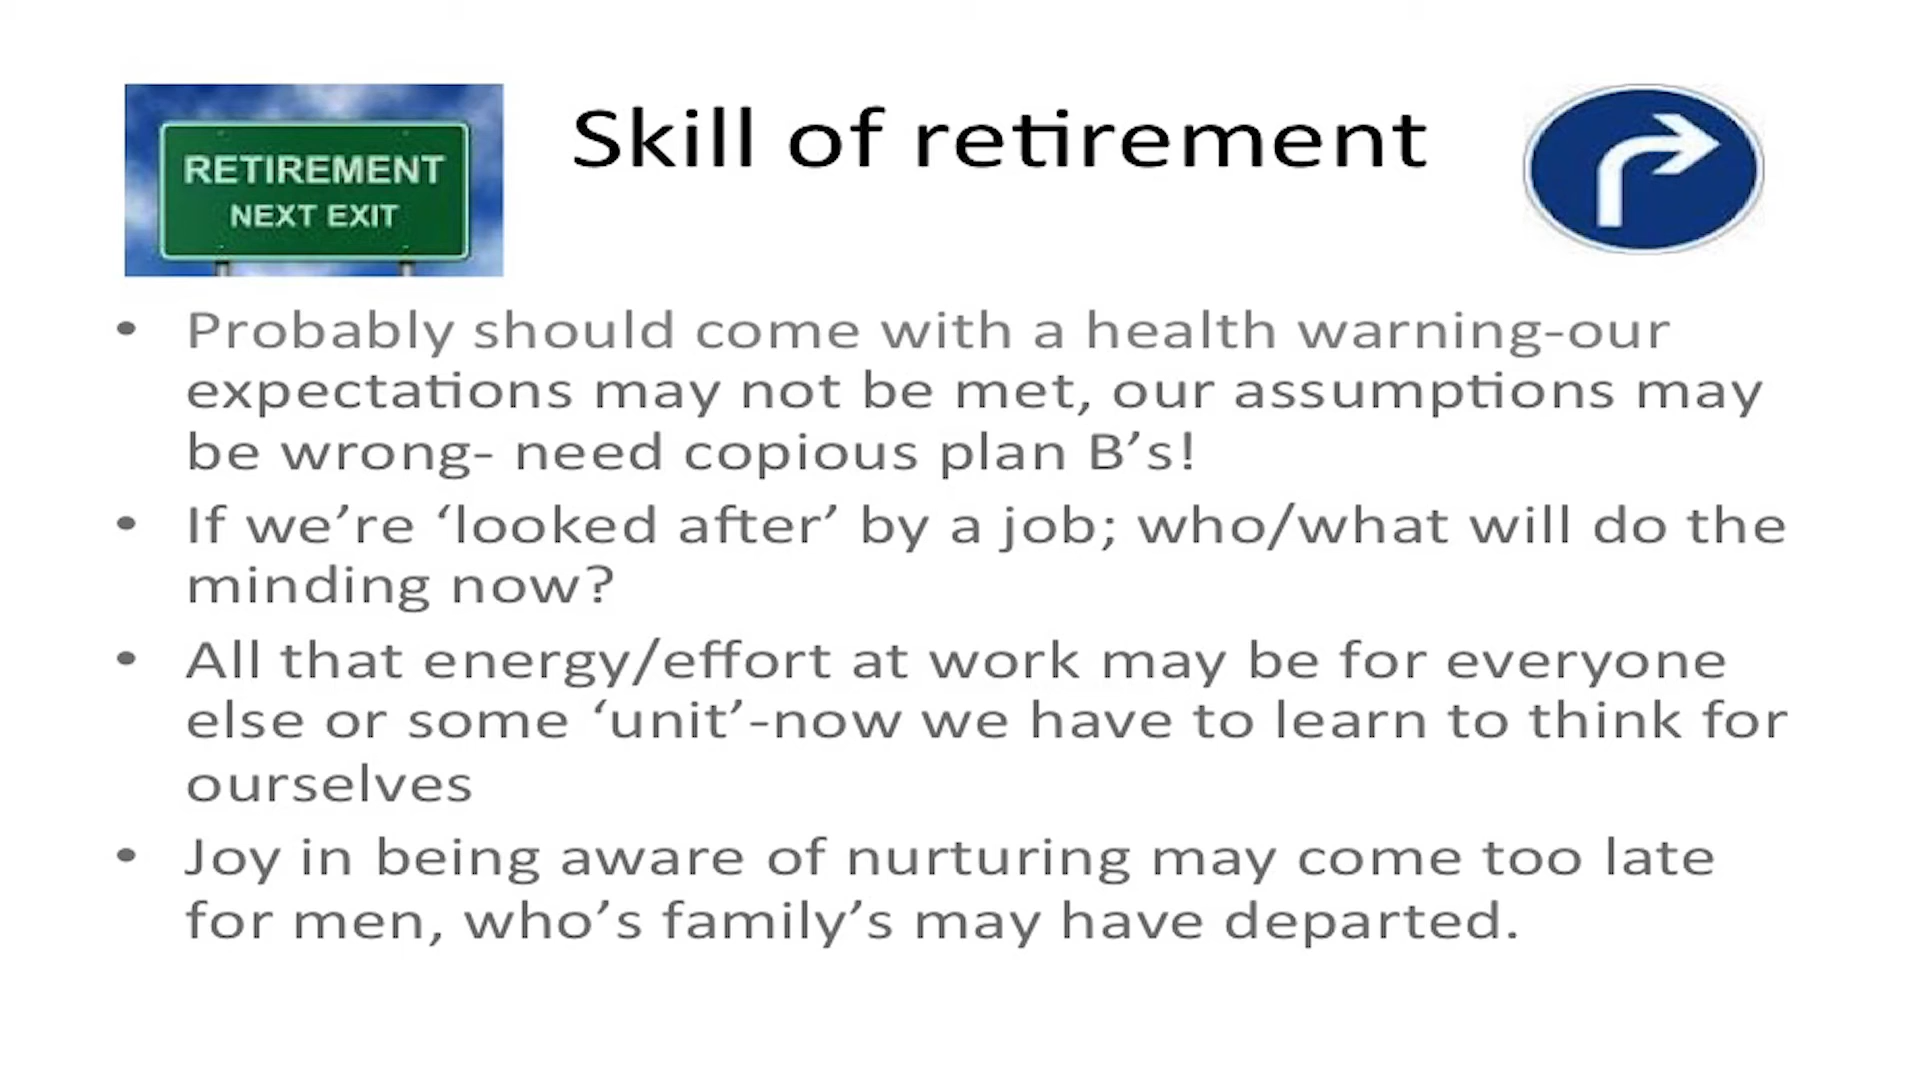 RETIREMENT
NEXT EXIT
Skill of retirement
• Probably should come with a health warning-our
expectations may not be met, our assumptions may
be wrong- need copious plan B’s!
• If we’re ‘looked after’ by a job; who/what will do the
minding now?
• All that energy/effort at work may be for everyone
else or some ‘unit’-now we have to learn to think for
ourselves
• Joy in being aware of nurturing may come too late
for men, who’s family’s may have departed.